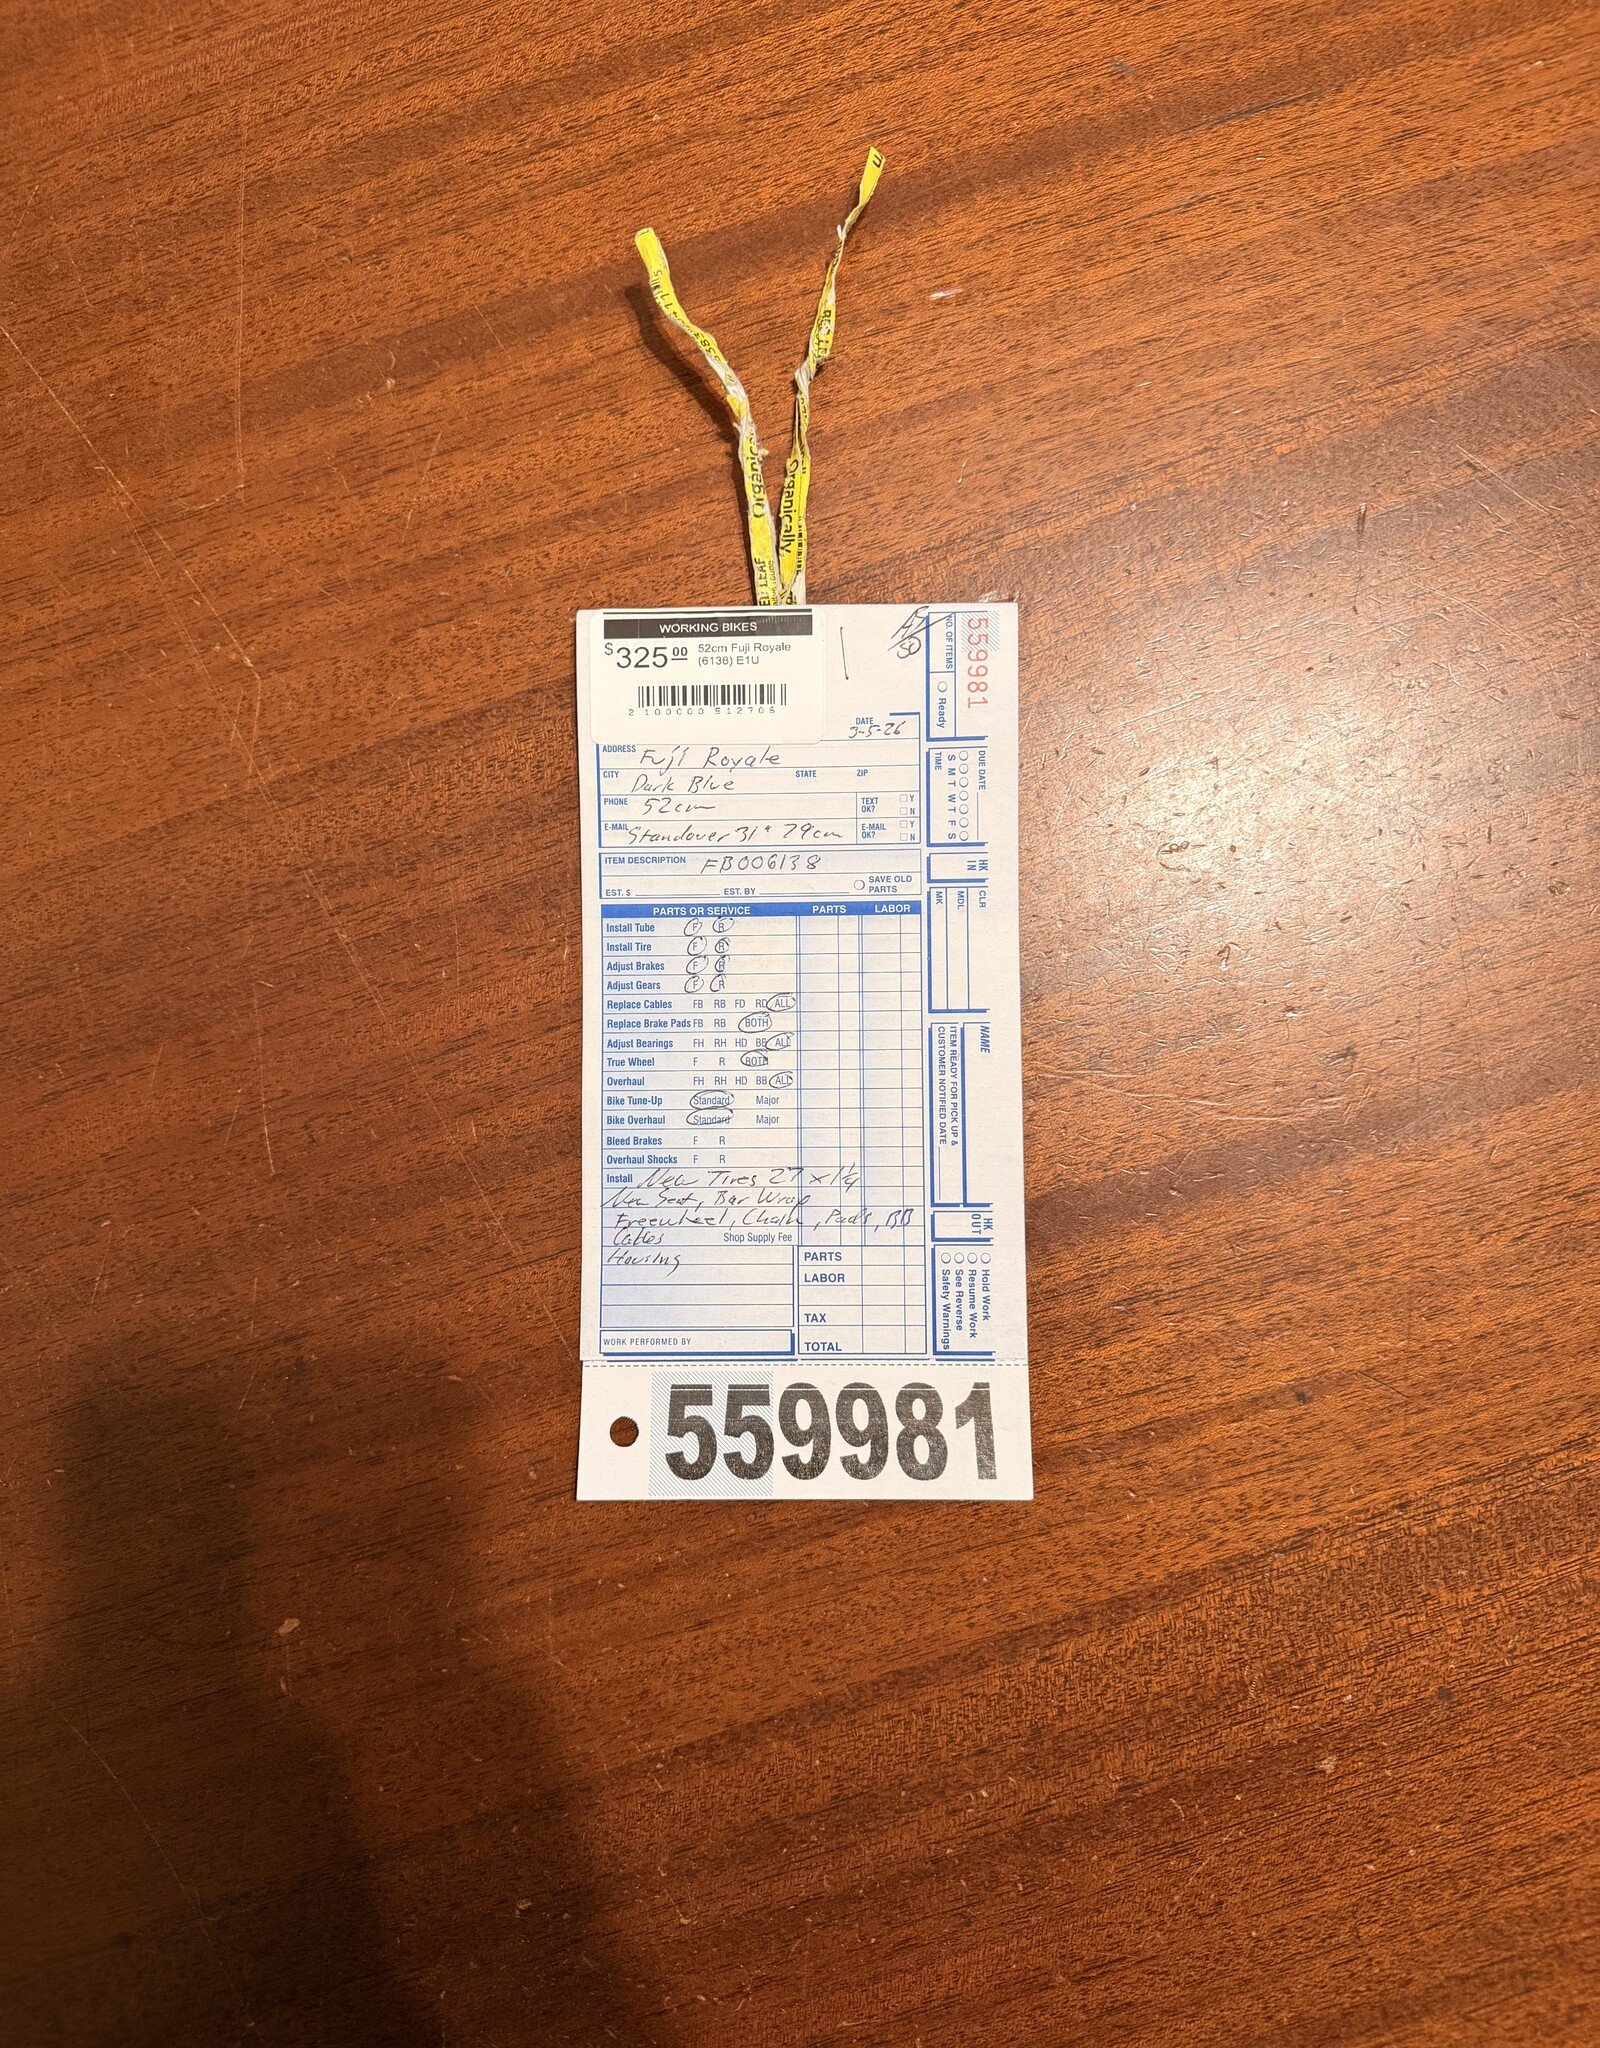 Organically
Organically
WORKING BIKES
$325.00 52cm Fuji Royale
(6138) E1U
2 100000 512706
DATE 3-5-26
ADDRESS Fuji Royale
CITY Dark Blue STATE ZIP
PHONE 52cm TEXT OK? Y N
E-MAIL Standover 31" 79cm E-MAIL OK? Y N
ITEM DESCRIPTION FB006138
EST. $ EST. BY SAVE OLD PARTS
PARTS OR SERVICE PARTS LABOR
Install Tube F R
Install Tire F R
Adjust Brakes F R
Adjust Gears F R
Replace Cables FB RB FD RD ALL
Replace Brake Pads FB RB BOTH
Adjust Bearings FH RH HD BB ALL
True Wheel F R BOTH
Overhaul FH RH HD BB ALL
Bike Tune-Up Standard Major
Bike Overhaul Standard Major
Bleed Brakes F R
Overhaul Shocks F R
Install New Tires 27 x 1 1/4
New Seat, Bar Wrap
Freewheel, Chain, Pads, BB
Cables Shop Supply Fee
Housing PARTS
LABOR
TAX
WORK PERFORMED BY TOTAL
559981
NO. OF ITEMS Ready
DUE DATE
S M T W T F S
TIME
HK IN
CLR
MDL
MK
NAME
ITEM READY FOR PICK UP &
CUSTOMER NOTIFIED DATE
HK OUT
Hold Work
Resume Work
See Reverse
Safety Warnings
559981